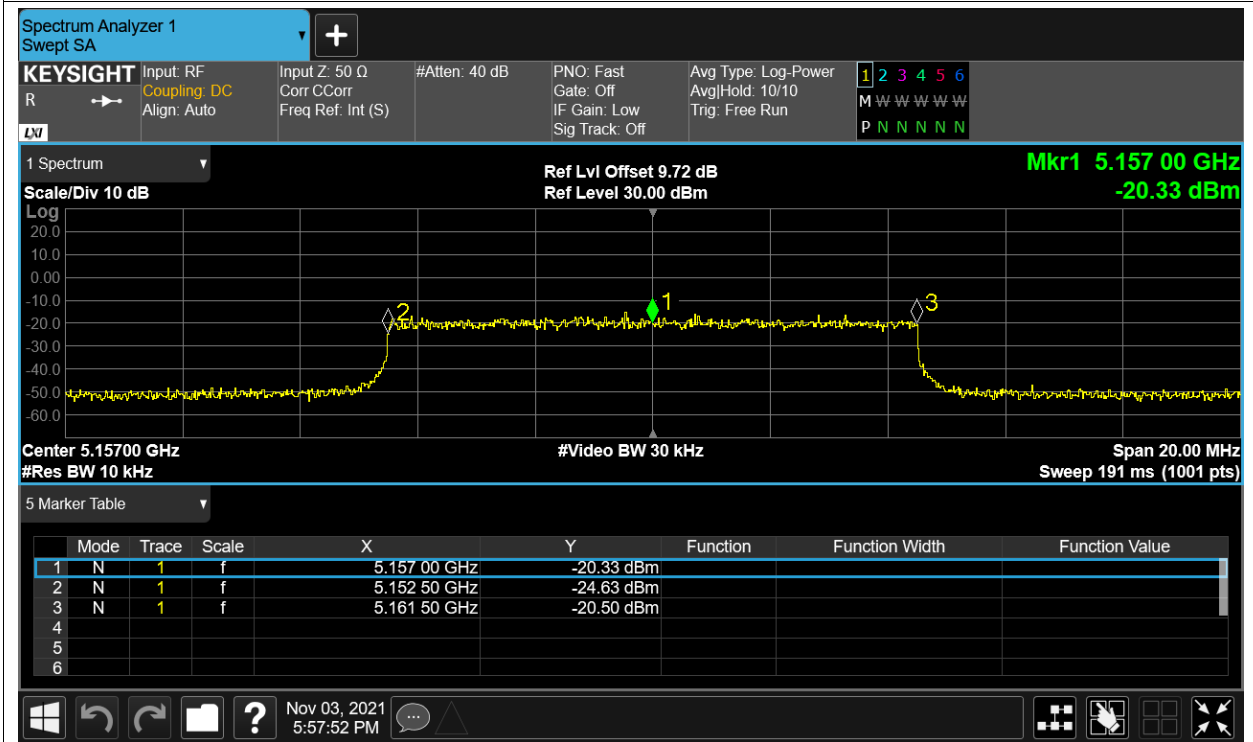 Spectrum Analyzer 1
Swept SA
KEYSIGHT Input: RF Input Z: 50 Ω #Atten: 40 dB PNO: Fast Avg Type: Log-Power 1 2 3 4 5 6
R Coupling: DC Corr CCorr Gate: Off Avg|Hold: 10/10 M W W W W W
Align: Auto Freq Ref: Int (S) IF Gain: Low Trig: Free Run
LXI Sig Track: Off P N N N N N
1 Spectrum Ref Lvl Offset 9.72 dB Mkr1 5.157 00 GHz
Scale/Div 10 dB Ref Level 30.00 dBm -20.33 dBm
Log
20.0
10.0
0.00
-10.0 2 1 3
-20.0
-30.0
-40.0
-50.0
-60.0
Center 5.15700 GHz #Video BW 30 kHz Span 20.00 MHz
#Res BW 10 kHz Sweep 191 ms (1001 pts)
5 Marker Table
Mode Trace Scale X Y Function Function Width Function Value
1 N 1 f 5.157 00 GHz -20.33 dBm
2 N 1 f 5.152 50 GHz -24.63 dBm
3 N 1 f 5.161 50 GHz -20.50 dBm
4
5
6
? Nov 03, 2021
5:57:52 PM